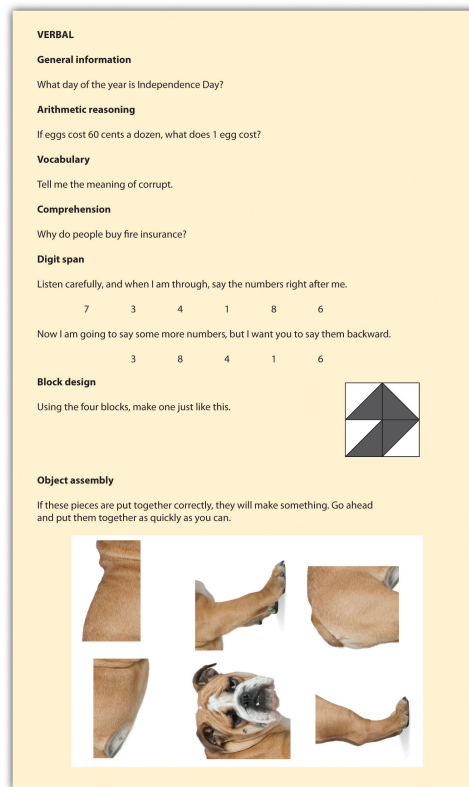 VERBAL
General information
What day of the year is Independence Day?
Arithmetic reasoning
If eggs cost 60 cents a dozen, what does 1 egg cost?
Vocabulary
Tell me the meaning of corrupt.
Comprehension
Why do people buy fire insurance?
Digit span
Listen carefully, and when I am through, say the numbers right after me.
7 3 4 1 8 6
Now I am going to say some more numbers, but I want you to say them backward.
3 8 4 1 6
Block design
Using the four blocks, make one just like this.
Object assembly
If these pieces are put together correctly, they will make something. Go ahead
and put them together as quickly as you can.